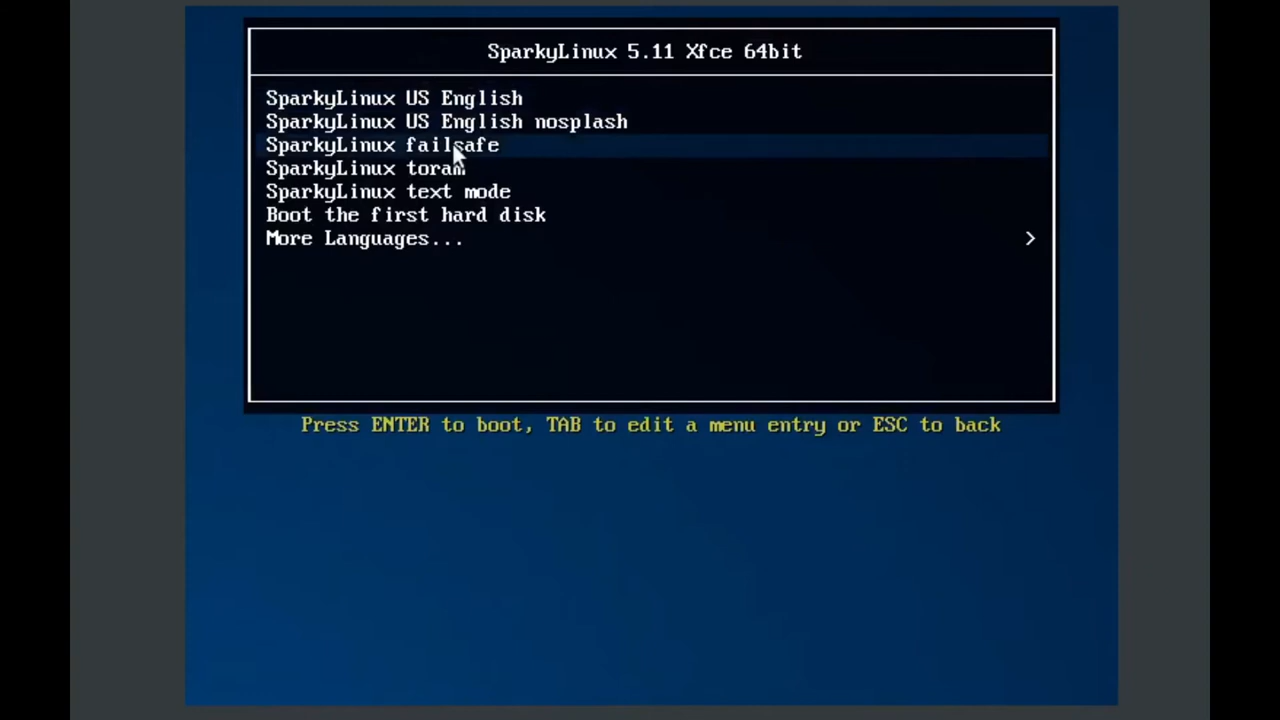 SparkyLinux 5.11 Xfce 64bit
SparkyLinux US English
SparkyLinux US English nosplash
SparkyLinux failsafe
SparkyLinux toram
SparkyLinux text mode
Boot the first hard disk
More Languages... >
Press ENTER to boot, TAB to edit a menu entry or ESC to back